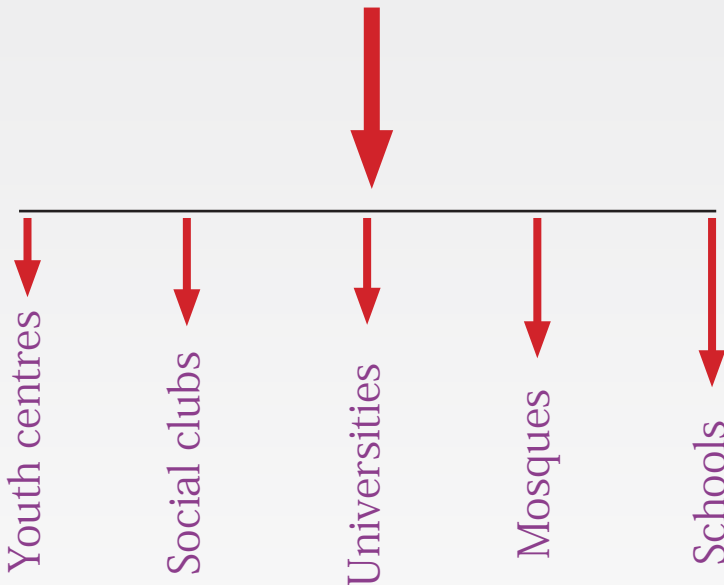 Youth centres
Social clubs
Universities
Mosques
Schools